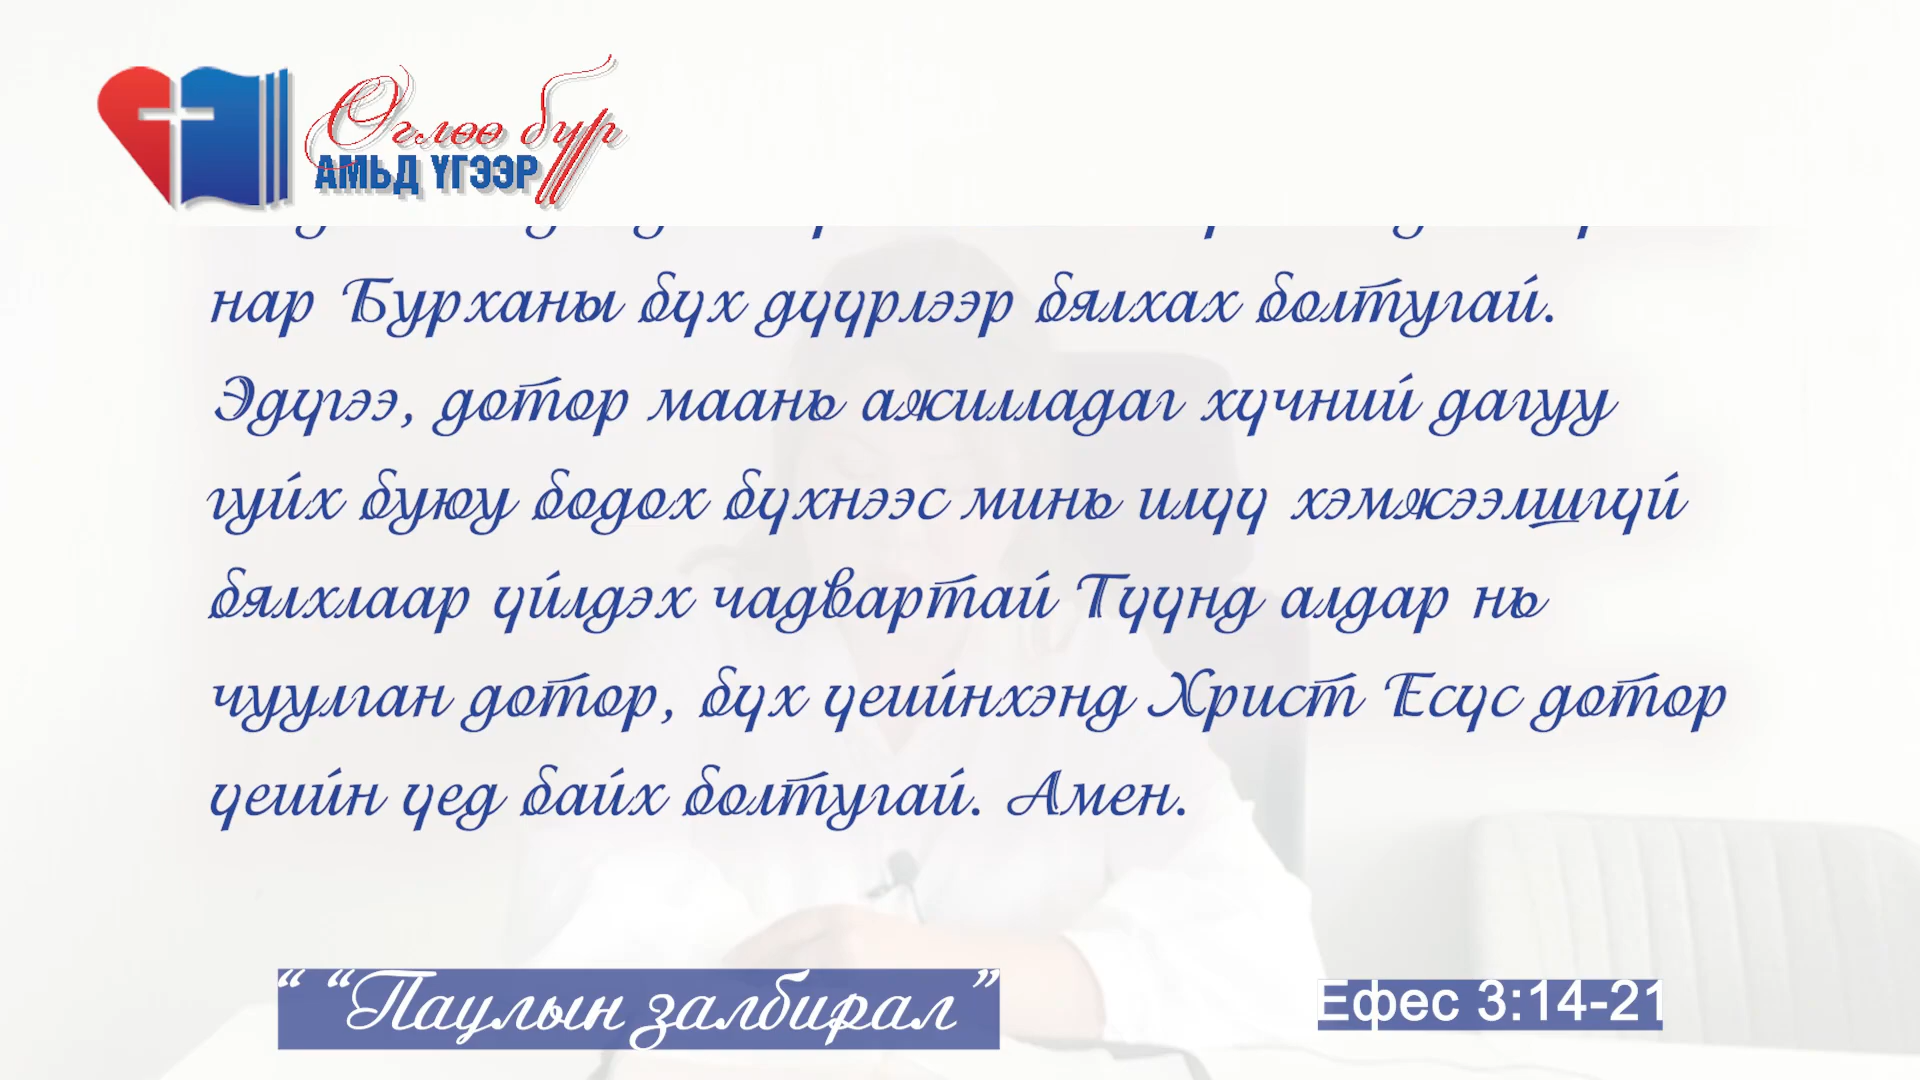 Өглөө бүр
АМЬД ҮГЭЭР
нар Бурханы бүх дүүрлээр бялхах болтугай.
Эдүгээ, дотор маань ажилладаг хүчний дагуу
гуйх буюу бодох бүхнээс минь илүү хэмжээлшгүй
бялхлаар үйлдэх чадвартай Түүнд алдар нь
чуулган дотор, бүх үеийнхэнд Христ Есүс дотор
үеийн үед байх болтугай. Амен.
“ “Паулын залбирал”
Ефес 3:14-21